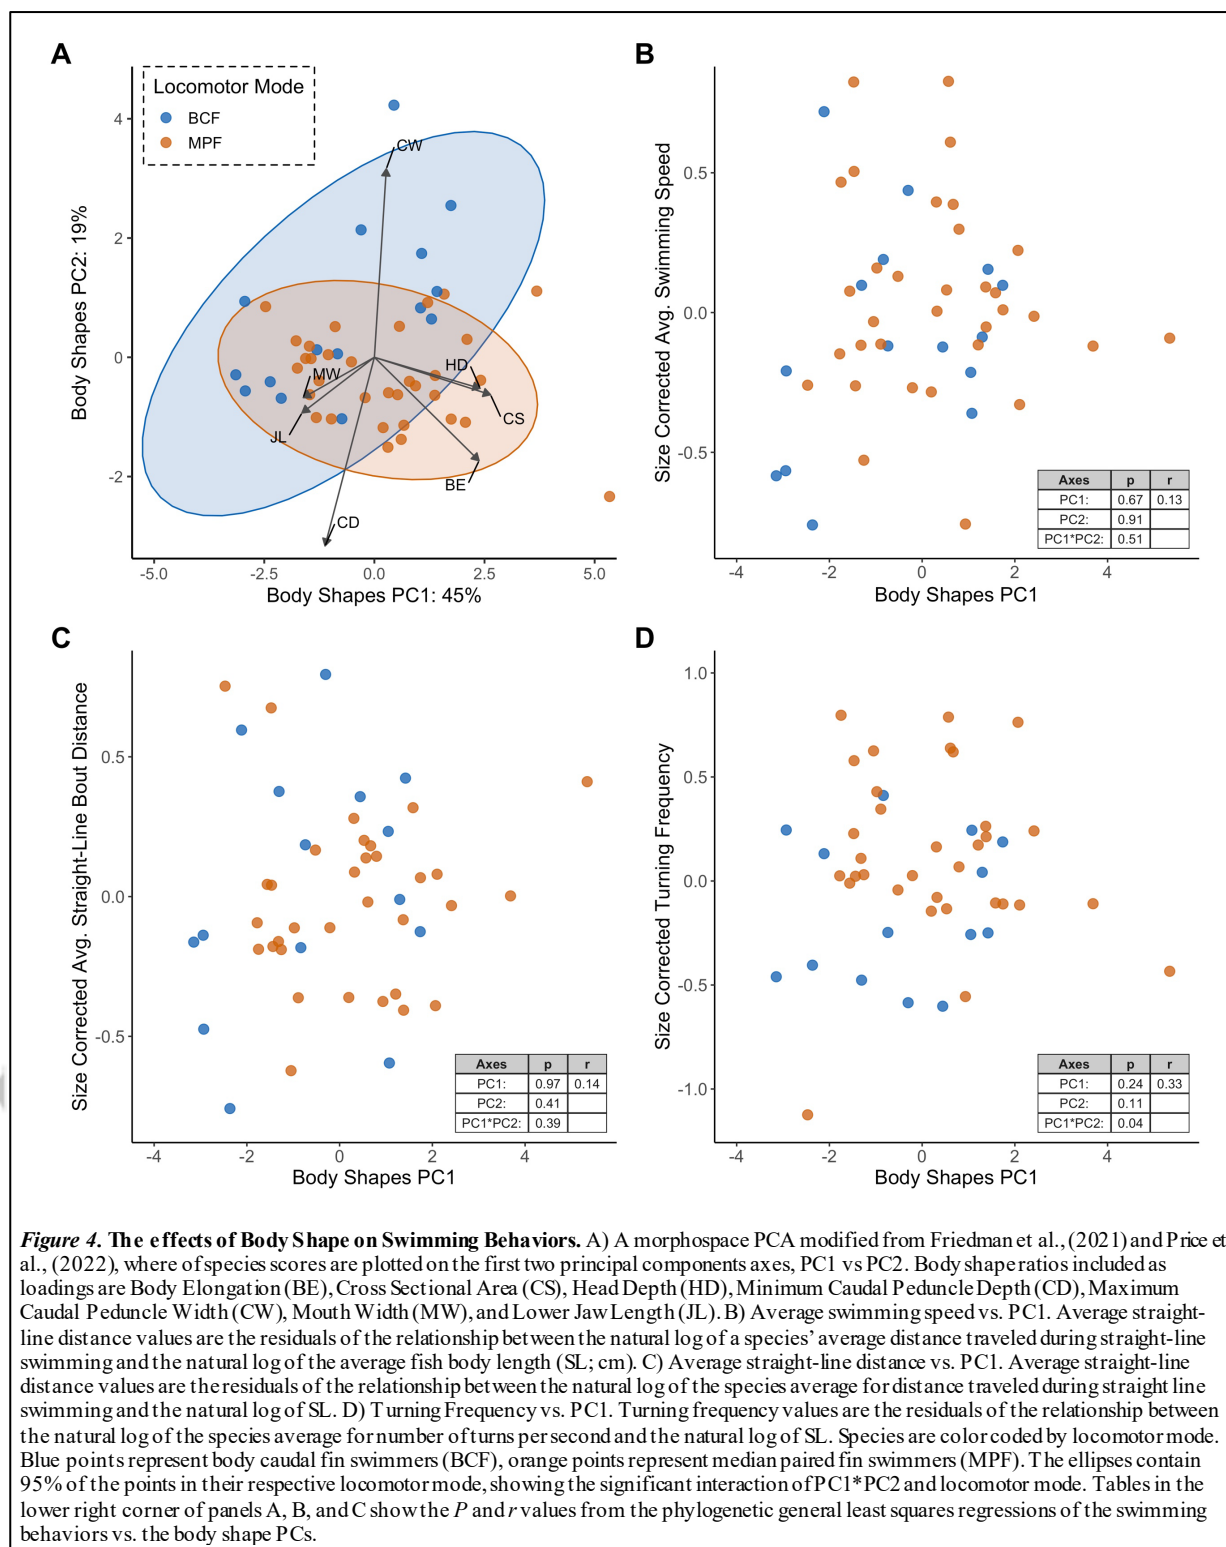 A
Locomotor Mode
BCF
MPF
Body Shapes PC2: 19%
4
2
0
-2
CW
HD
MW
CS
JL
BE
CD
-5.0 -2.5 0.0 2.5 5.0
Body Shapes PC1: 45%
B
Size Corrected Avg. Swimming Speed
0.5
0.0
-0.5
Axes p r
PC1: 0.67 0.13
PC2: 0.91
PC1*PC2: 0.51
-4 -2 0 2 4
Body Shapes PC1
C
Size Corrected Avg. Straight-Line Bout Distance
0.5
0.0
-0.5
Axes p r
PC1: 0.97 0.14
PC2: 0.41
PC1*PC2: 0.39
-4 -2 0 2 4
Body Shapes PC1
D
Size Corrected Turning Frequency
1.0
0.5
0.0
-0.5
-1.0
Axes p r
PC1: 0.24 0.33
PC2: 0.11
PC1*PC2: 0.04
-4 -2 0 2 4
Body Shapes PC1
Figure 4. The effects of Body Shape on Swimming Behaviors. A) A morphospace PCA modified from Friedman et al., (2021) and Price et
al., (2022), where of species scores are plotted on the first two principal components axes, PC1 vs PC2. Body shape ratios included as
loadings are Body Elongation (BE), Cross Sectional Area (CS), Head Depth (HD), Minimum Caudal Peduncle Depth (CD), Maximum
Caudal Peduncle Width (CW), Mouth Width (MW), and Lower Jaw Length (JL). B) Average swimming speed vs. PC1. Average straight-
line distance values are the residuals of the relationship between the natural log of a species’ average distance traveled during straight-line
swimming and the natural log of the average fish body length (SL; cm). C) Average straight-line distance vs. PC1. Average straight-line
distance values are the residuals of the relationship between the natural log of the species average for distance traveled during straight line
swimming and the natural log of SL. D) Turning Frequency vs. PC1. Turning frequency values are the residuals of the relationship between
the natural log of the species average for number of turns per second and the natural log of SL. Species are color coded by locomotor mode.
Blue points represent body caudal fin swimmers (BCF), orange points represent median paired fin swimmers (MPF). The ellipses contain
95% of the points in their respective locomotor mode, showing the significant interaction of PC1*PC2 and locomotor mode. Tables in the
lower right corner of panels A, B, and C show the P and r values from the phylogenetic general least squares regressions of the swimming
behaviors vs. the body shape PCs.